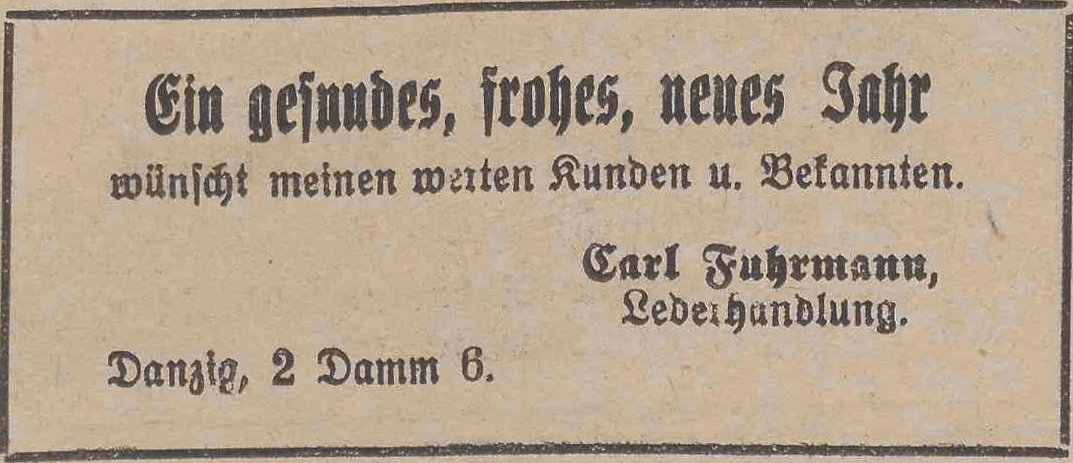 Ein gesundes, frohes, neues Jahr
wünscht meinen werten Kunden u. Bekannten.
Carl Fuhrmann,
Lederhandlung.
Danzig, 2 Damm 6.